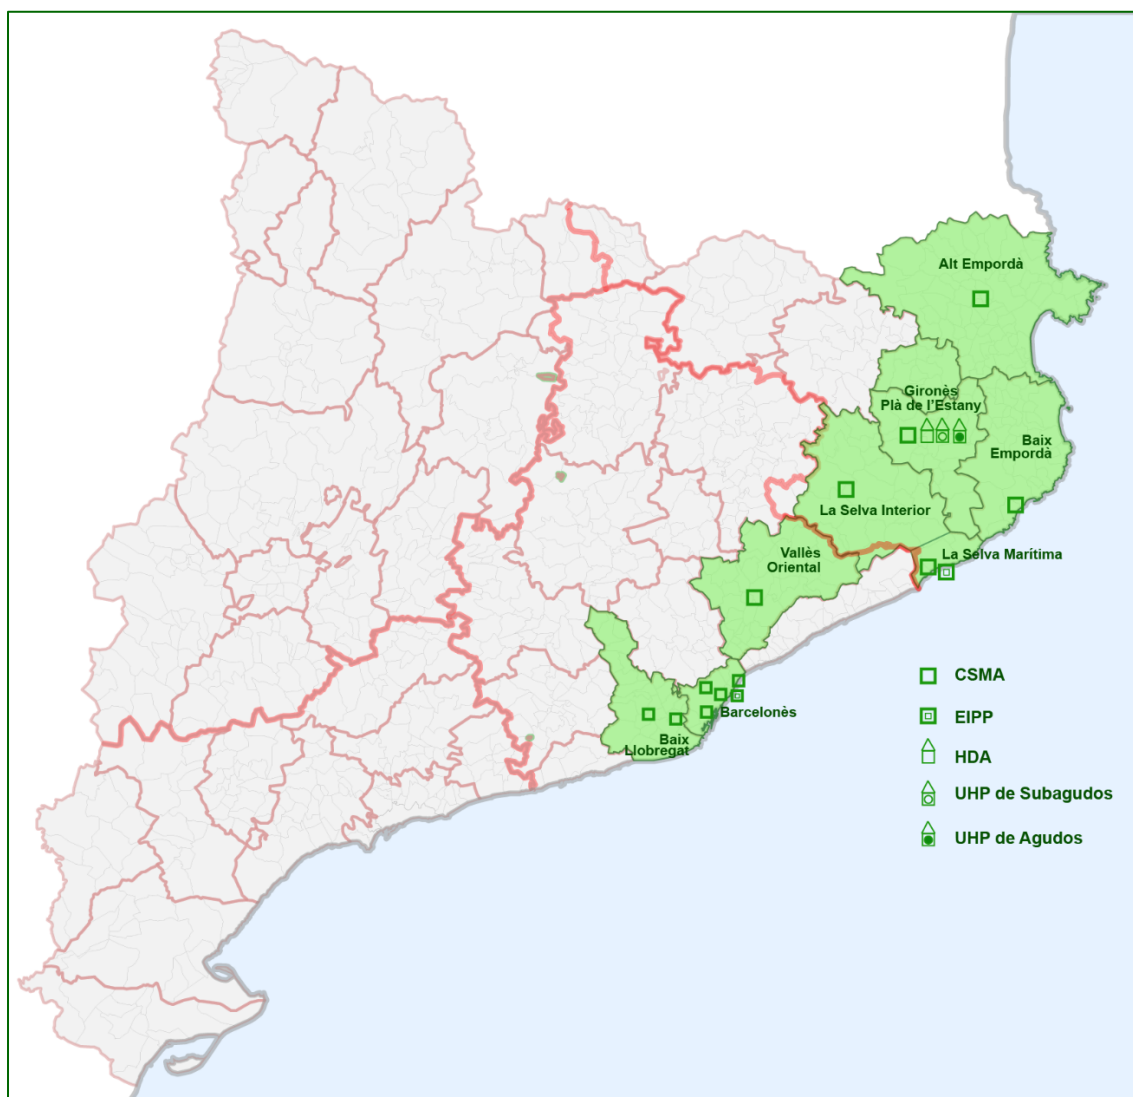 Alt Empordà
Gironès
Plà de l'Estany
Baix
Empordà
La Selva Interior
La Selva Marítima
Vallès
Oriental
Barcelonès
Baix
Llobregat
CSMA
EIPP
HDA
UHP de Subagudos
UHP de Agudos